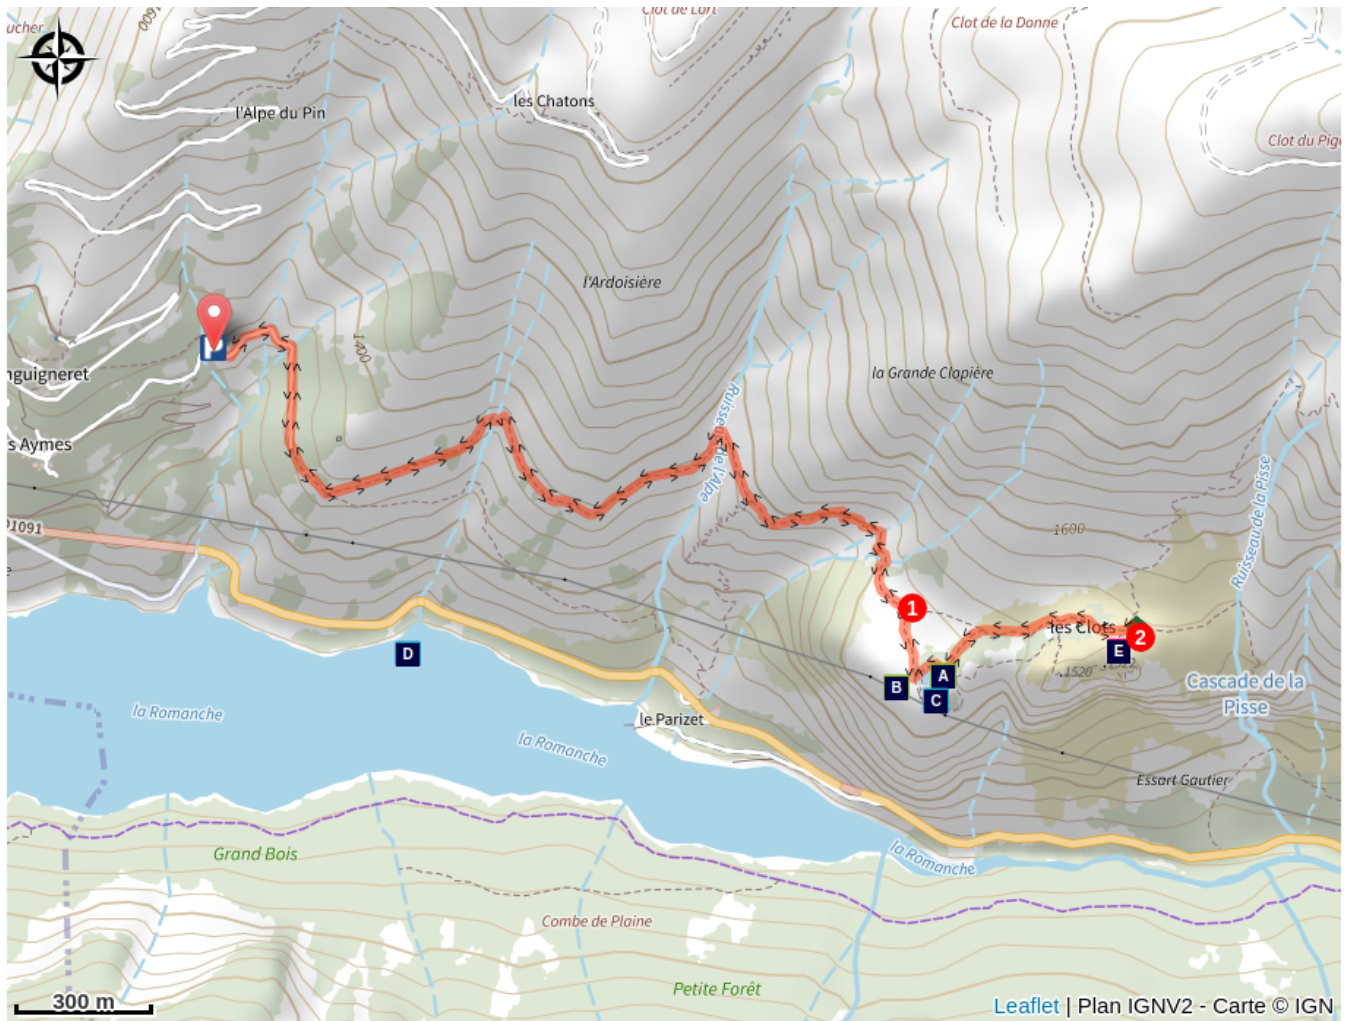 ucher
1600
Clot de Lort
Clot de la Donne
les Chatons
l'Alpe du Pin
Clot du Pig
l'Ardoisière
P
1400
nguigneret
la Grande Clapière
Ruisseau de l'Alpe
s Aymes
Ruisseau de la Pisse
D1091
1600
1
les Clots
2
D
E
A
1520
B
C
Cascade de la
Pisse
la Romanche
le Parizet
la Romanche
Essart Gautier
la Romanche
Grand Bois
Combe de Plaine
Petite Forêt
300 m
Leaflet | Plan IGNV2 - Carte © IGN